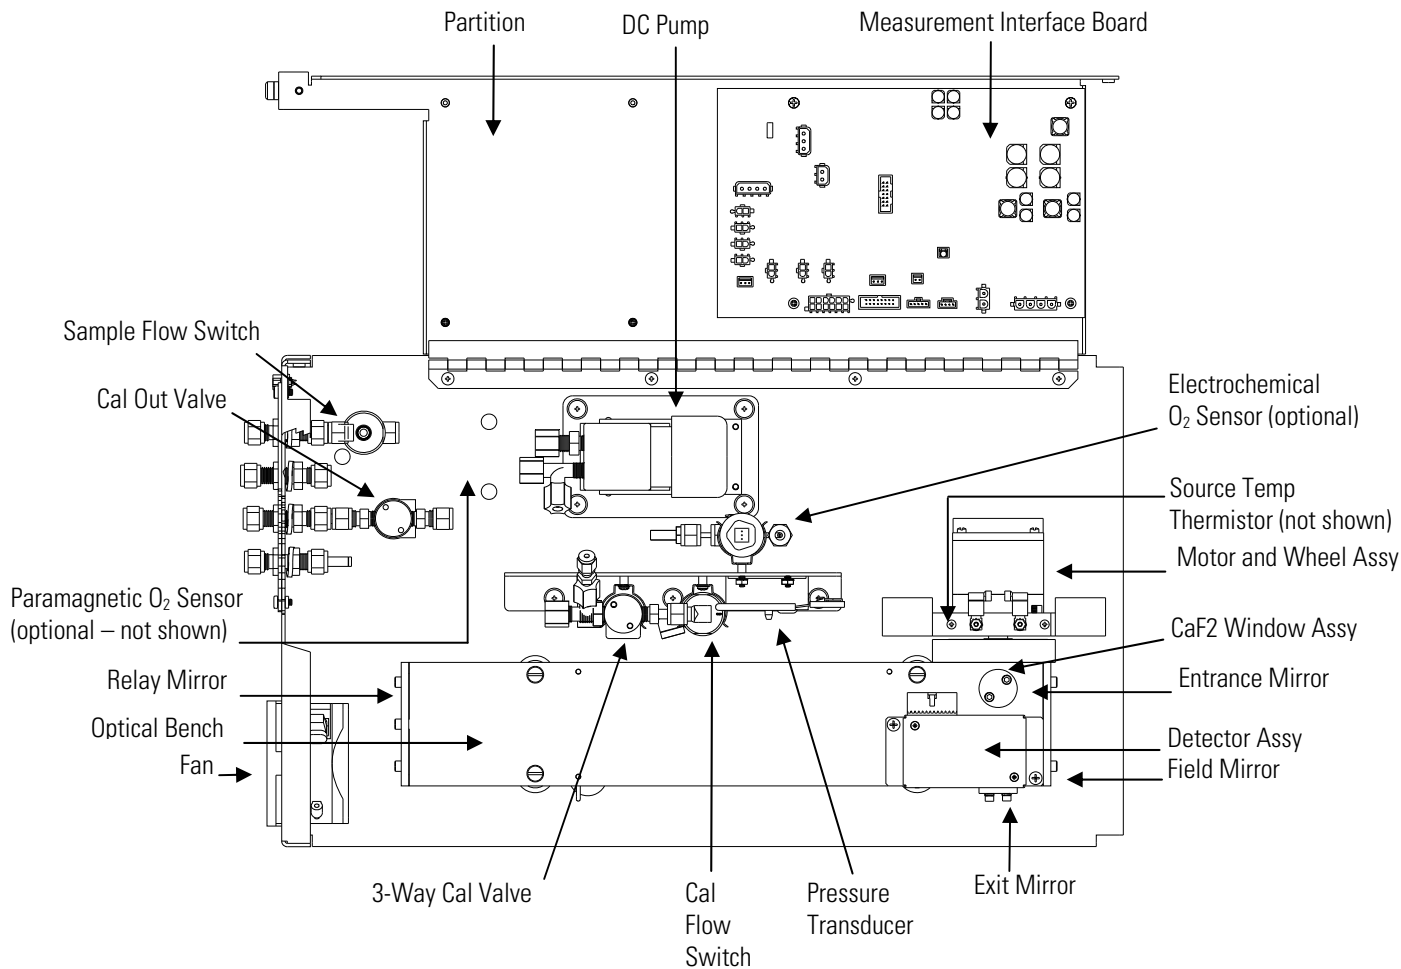 Partition
DC Pump
Measurement Interface Board
Sample Flow Switch
Cal Out Valve
Electrochemical
O₂ Sensor (optional)
Source Temp
Thermistor (not shown)
Motor and Wheel Assy
Paramagnetic O₂ Sensor
(optional – not shown)
CaF2 Window Assy
Relay Mirror
Entrance Mirror
Optical Bench
Detector Assy
Fan
Field Mirror
3-Way Cal Valve
Cal
Flow
Switch
Pressure
Transducer
Exit Mirror